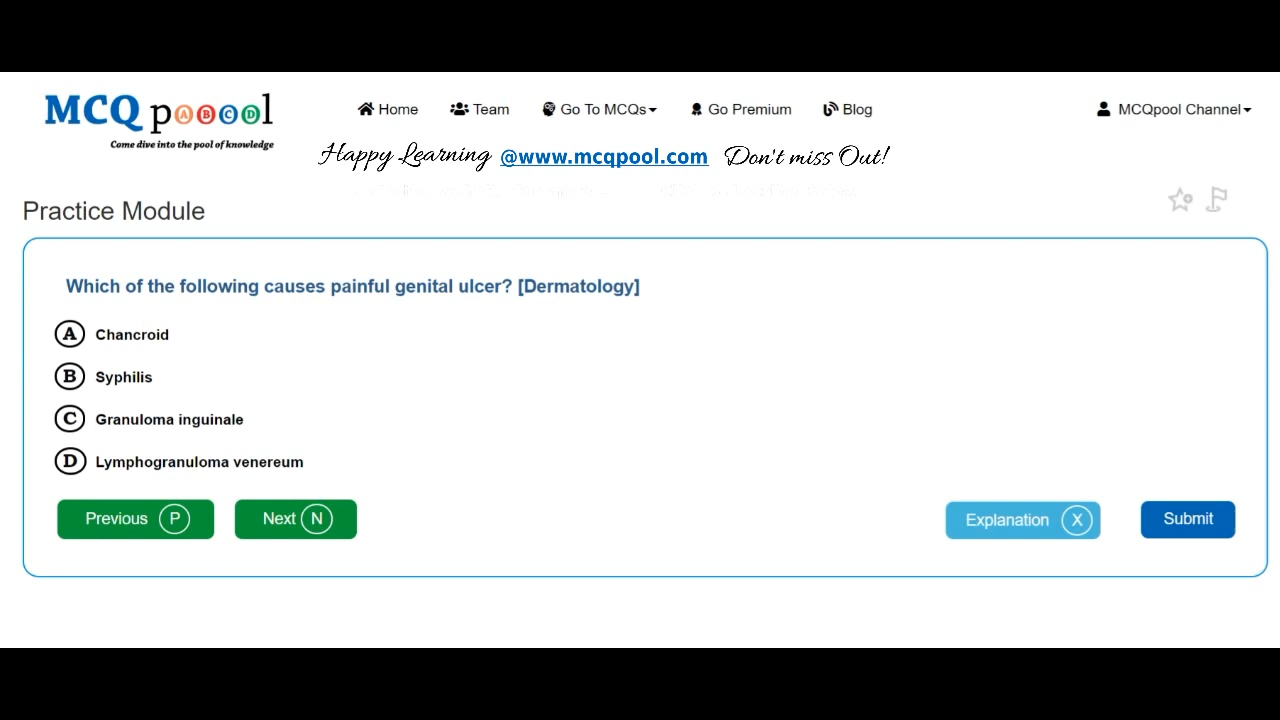 MCQ pooool
Come dive into the pool of knowledge
Home Team Go To MCQs Go Premium Blog MCQpool Channel
Happy Learning @www.mcqpool.com Don't miss Out!
Practice Module
Which of the following causes painful genital ulcer? [Dermatology]
A Chancroid
B Syphilis
C Granuloma inguinale
D Lymphogranuloma venereum
Previous P Next N Explanation X Submit